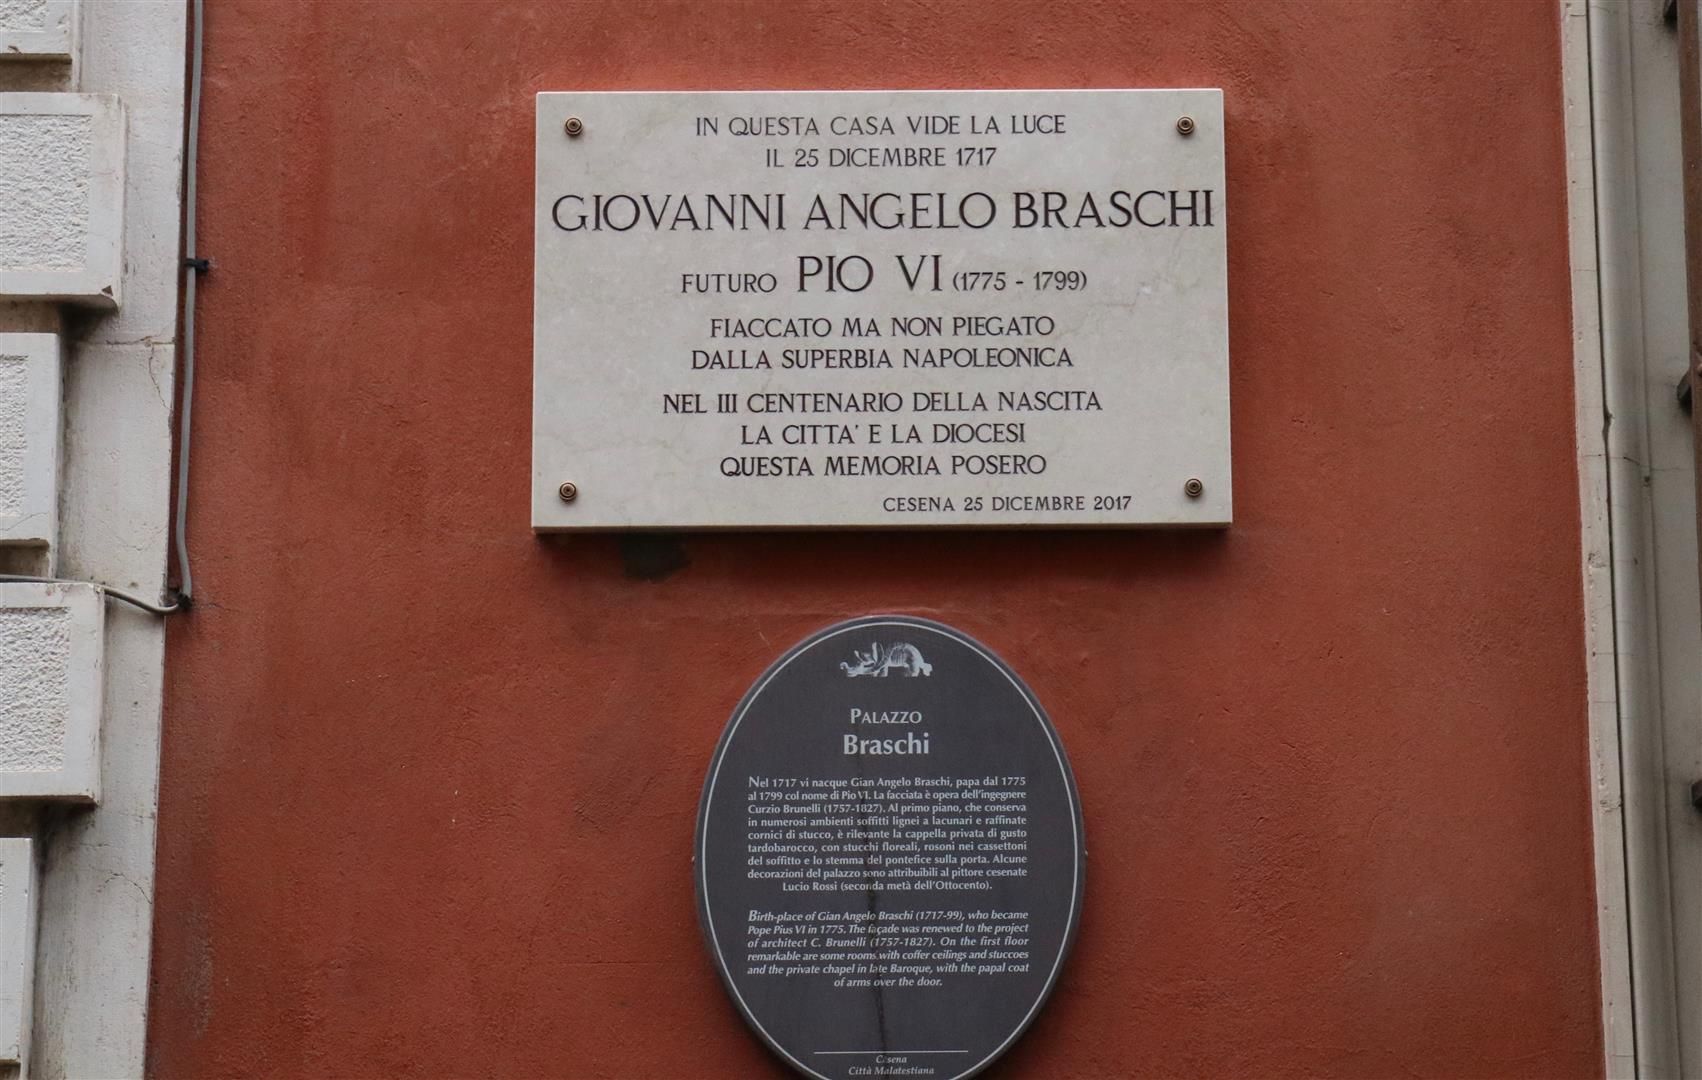 IN QUESTA CASA VIDE LA LUCE
IL 25 DICEMBRE 1717
GIOVANNI ANGELO BRASCHI
FUTURO PIO VI (1775 - 1799)
FIACCATO MA NON PIEGATO
DALLA SUPERBIA NAPOLEONICA
NEL III CENTENARIO DELLA NASCITA
LA CITTA' E LA DIOCESI
QUESTA MEMORIA POSERO
CESENA 25 DICEMBRE 2017
PALAZZO
Braschi
Nel 1717 vi nacque Gian Angelo Braschi, papa dal 1775
al 1799 col nome di Pio VI. La facciata è opera dell'ingegnere
Curzio Brunelli (1757-1827). Al primo piano, che conserva
in numerosi ambienti soffitti lignei a lacunari e raffinate
cornici di stucco, è rilevante la cappella privata di gusto
tardobarocco, con stucchi floreali, rosoni nei cassettoni
del soffitto e lo stemma del pontefice sulla porta. Alcune
decorazioni del palazzo sono attribuibili al pittore cesenate
Lucio Rossi (seconda metà dell'Ottocento).
Birth-place of Gian Angelo Braschi (1717-99), who became
Pope Pius VI in 1775. The façade was renewed to the project
of architect C. Brunelli (1757-1827). On the first floor
remarkable are some rooms with coffer ceilings and stuccoes
and the private chapel in late Baroque, with the papal coat
of arms over the door.
Cesena
Città Malatestiana